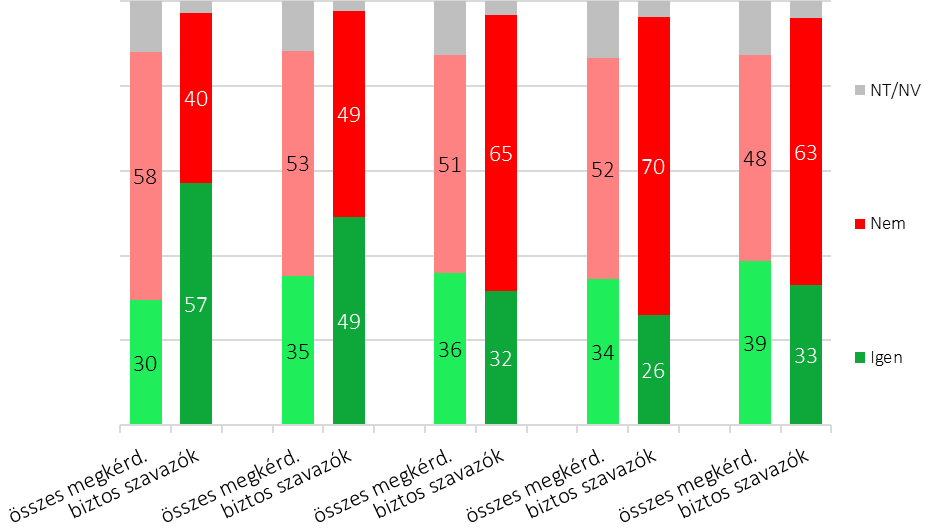 58
30
40
57
53
35
49
49
51
36
65
32
52
34
70
26
48
39
63
33
NT/NV
Nem
Igen
összes megkérd.
biztos szavazók
összes megkérd.
biztos szavazók
összes megkérd.
biztos szavazók
összes megkérd.
biztos szavazók
összes megkérd.
biztos szavazók